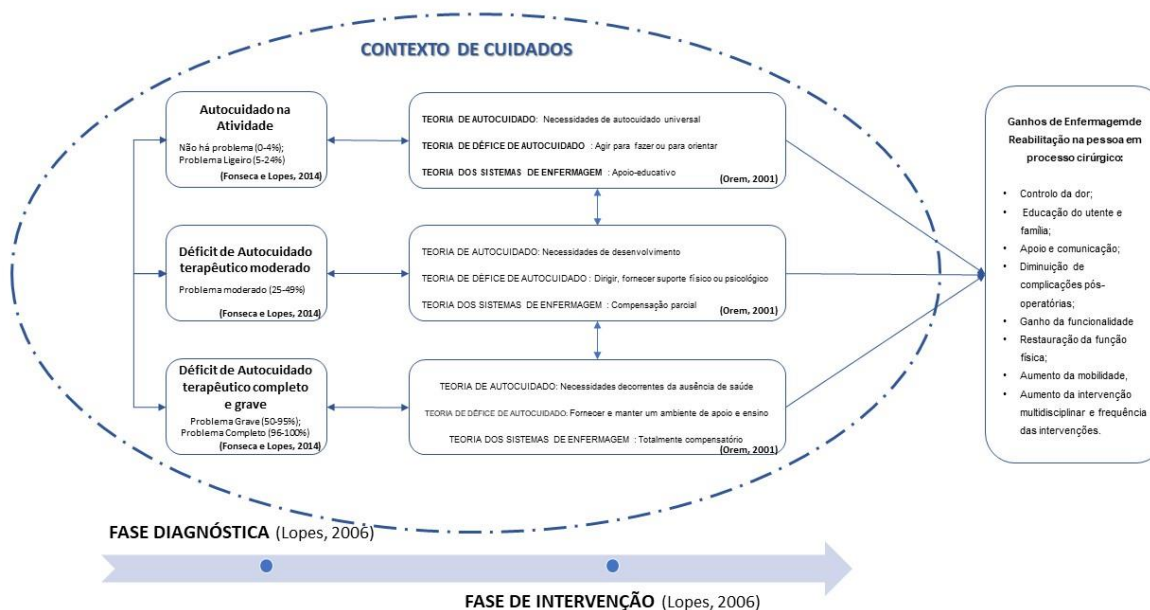 CONTEXTO DE CUIDADOS
Autocuidado na
Atividade
Não há problema (0-4%);
Problema Ligeiro (5-24%)
(Fonseca e Lopes, 2014)
TEORIA DE AUTOCUIDADO: Necessidades de autocuidado universal
TEORIA DE DÉFICE DE AUTOCUIDADO : Agir para fazer ou para orientar
TEORIA DOS SISTEMAS DE ENFERMAGEM : Apoio-educativo
(Orem, 2001)
Déficit de Autocuidado
terapêutico moderado
Problema moderado (25-49%)
(Fonseca e Lopes, 2014)
TEORIA DE AUTOCUIDADO: Necessidades de desenvolvimento
TEORIA DE DÉFICE DE AUTOCUIDADO : Dirigir, fornecer suporte físico ou psicológico
TEORIA DOS SISTEMAS DE ENFERMAGEM : Compensação parcial
(Orem, 2001)
Déficit de Autocuidado
terapêutico completo
e grave
Problema Grave (50-95%);
Problema Completo (96-100%)
(Fonseca e Lopes, 2014)
TEORIA DE AUTOCUIDADO: Necessidades decorrentes da ausência de saúde
TEORIA DE DÉFICE DE AUTOCUIDADO: Fornecer e manter um ambiente de apoio e ensino
TEORIA DOS SISTEMAS DE ENFERMAGEM : Totalmente compensatório
(Orem, 2001)
Ganhos de Enfermagemde
Reabilitação na pessoa em
processo cirúrgico:
• Controlo da dor;
• Educação do utente e
família;
• Apoio e comunicação;
• Diminuição de
complicações pós-
operatórias;
• Ganho da funcionalidade
• Restauração da função
física;
• Aumento da mobilidade,
• Aumento da intervenção
multidisciplinar e frequência
das intervenções.
FASE DIAGNÓSTICA (Lopes, 2006)
FASE DE INTERVENÇÃO (Lopes, 2006)